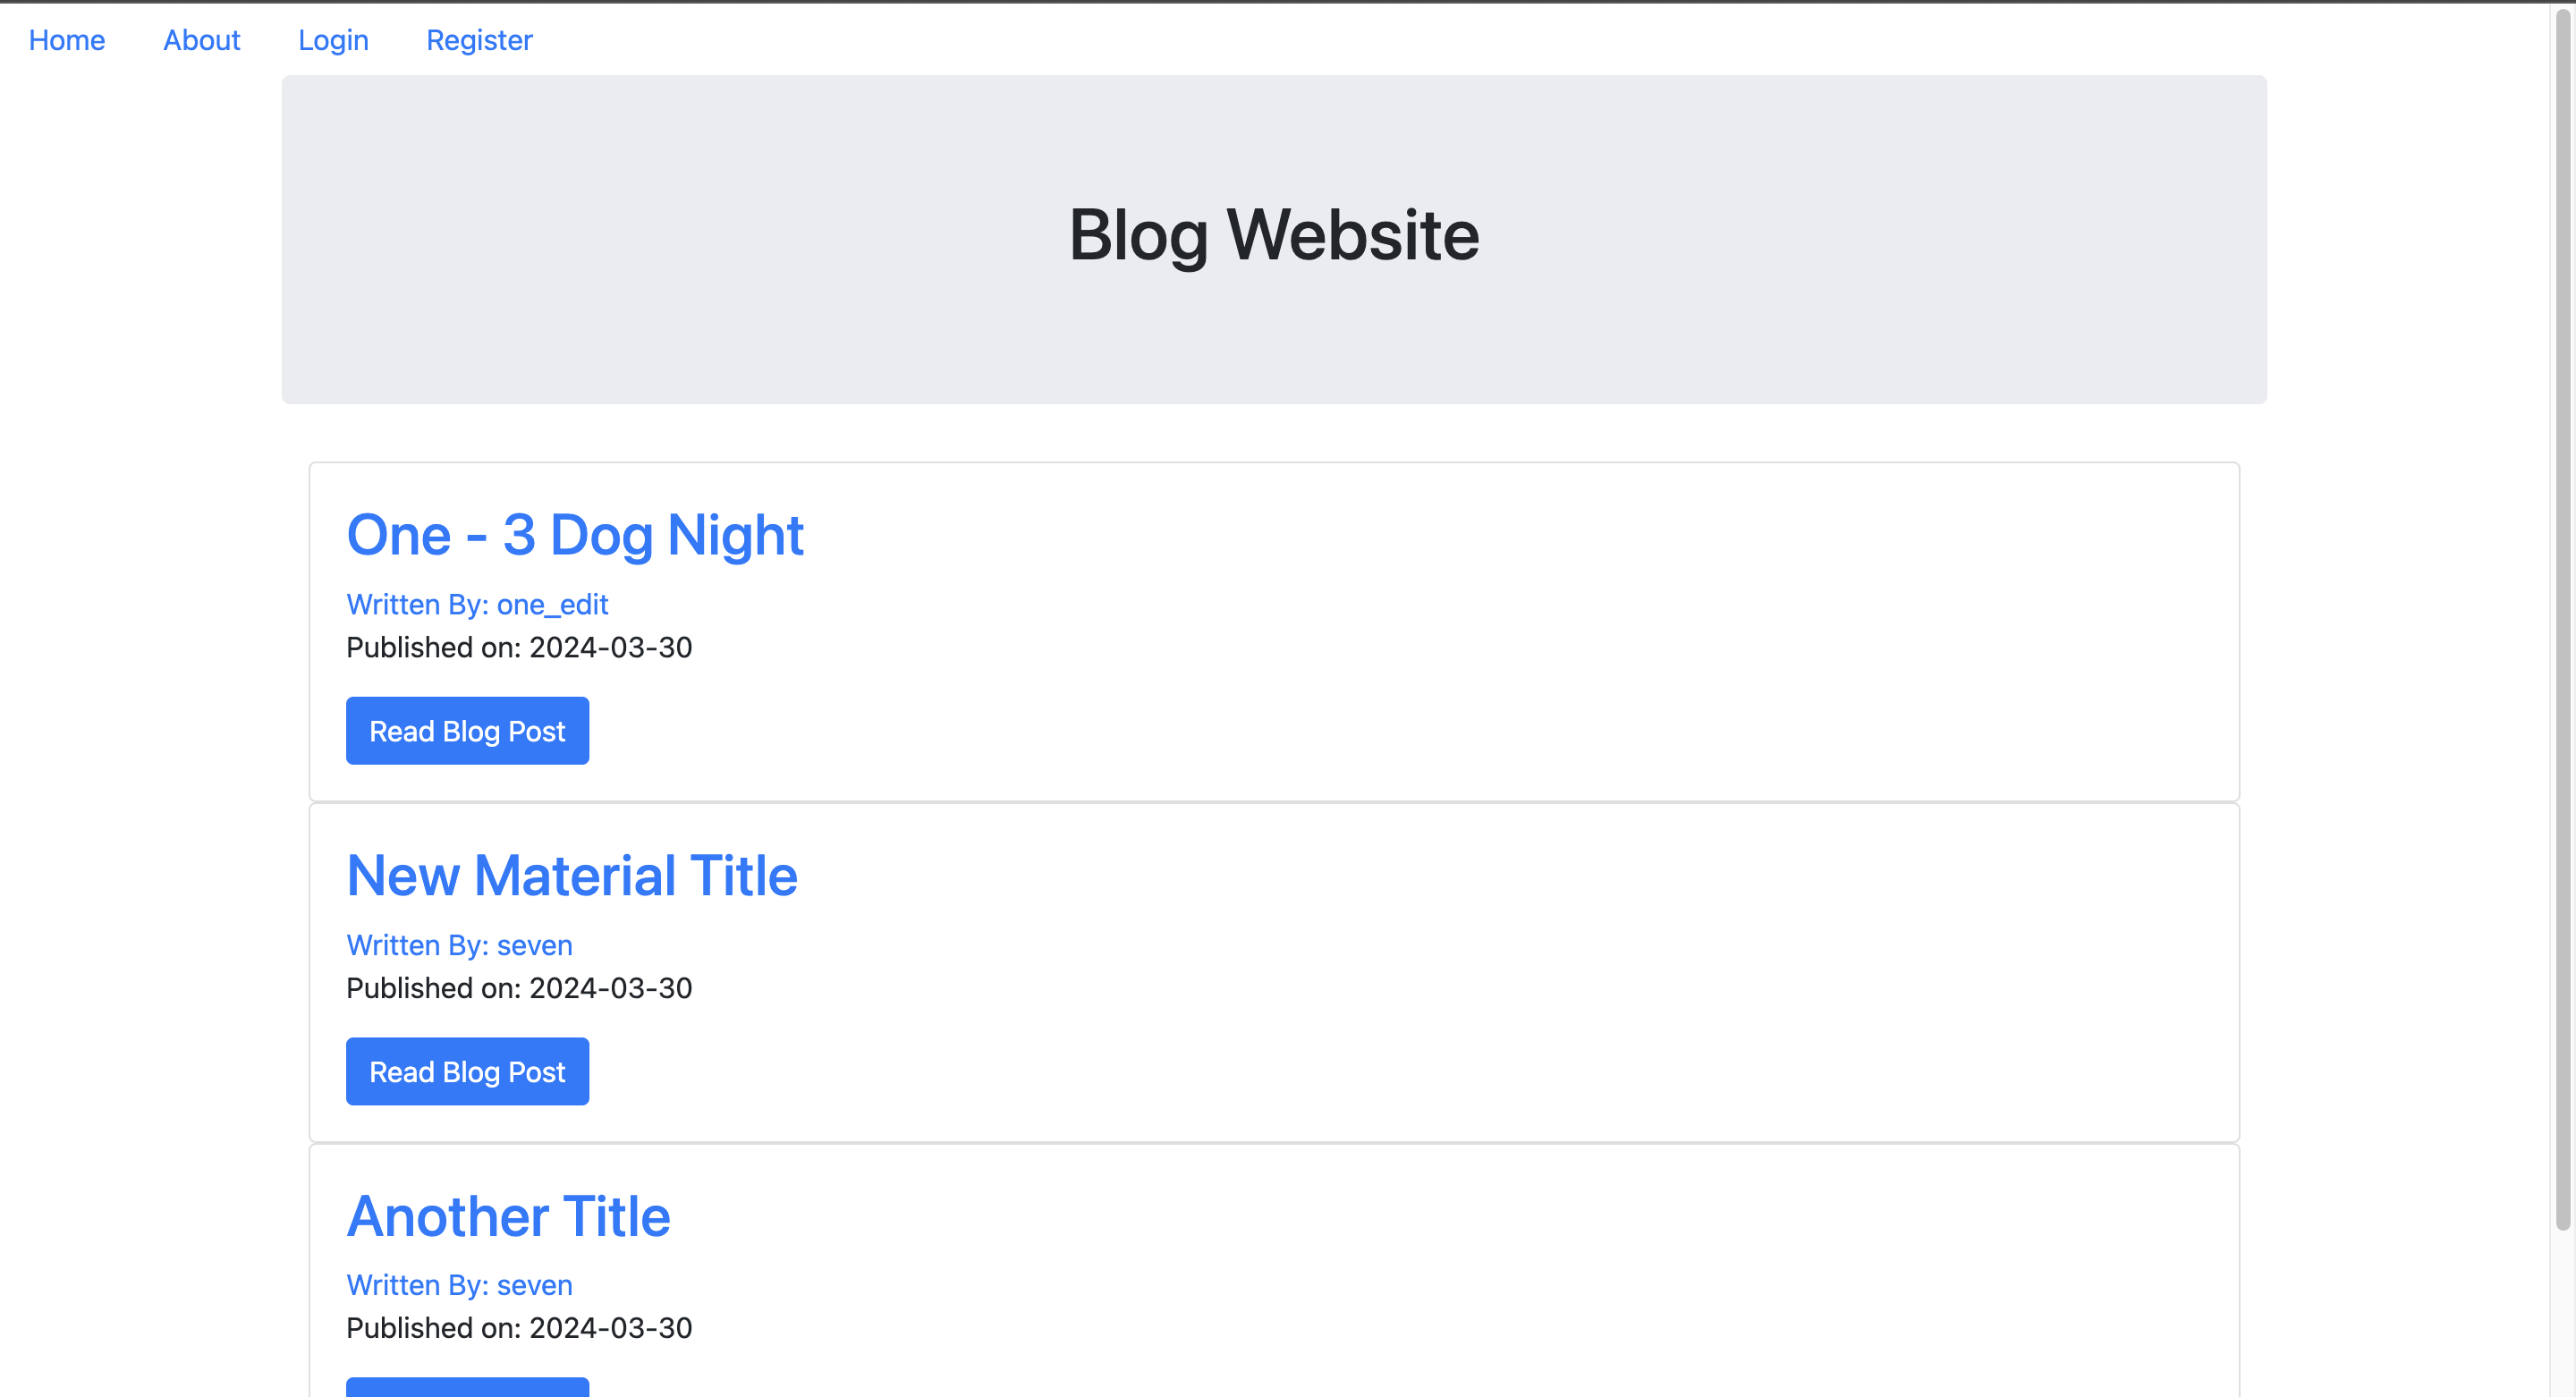 Home About Login Register
Blog Website
One - 3 Dog Night
Written By: one_edit
Published on: 2024-03-30
Read Blog Post
New Material Title
Written By: seven
Published on: 2024-03-30
Read Blog Post
Another Title
Written By: seven
Published on: 2024-03-30